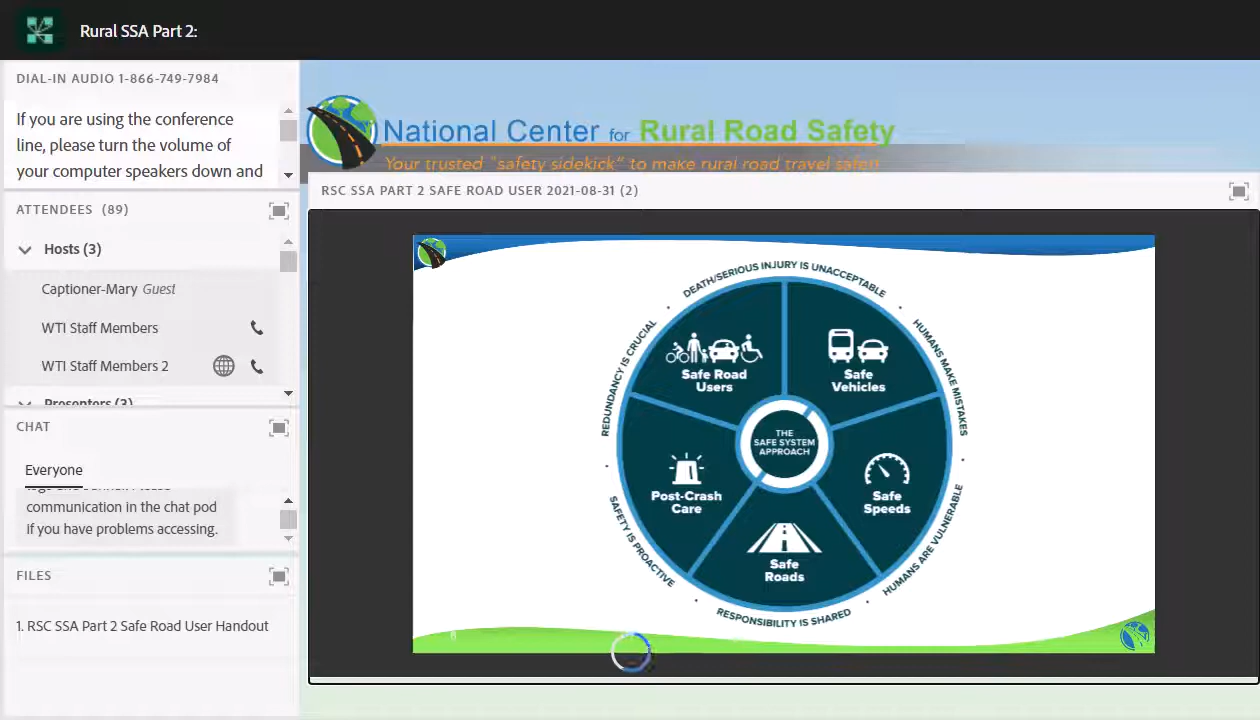 Rural SSA Part 2:
DIAL-IN AUDIO 1-866-749-7984
If you are using the conference
line, please turn the volume of
your computer speakers down and
ATTENDEES (89)
Hosts (3)
Captioner-Mary Guest
WTI Staff Members
WTI Staff Members 2
Presenters (3)
CHAT
Everyone
communication in the chat pod
if you have problems accessing.
FILES
1. RSC SSA Part 2 Safe Road User Handout
National Center for Rural Road Safety
Your trusted "safety sidekick" to make rural road travel safer!
RSC SSA PART 2 SAFE ROAD USER 2021-08-31 (2)
DEATH/SERIOUS INJURY IS UNACCEPTABLE
HUMANS MAKE MISTAKES
HUMANS ARE VULNERABLE
RESPONSIBILITY IS SHARED
SAFETY IS PROACTIVE
REDUNDANCY IS CRUCIAL
Safe Road
Users
Safe
Vehicles
THE
SAFE SYSTEM
APPROACH
Post-Crash
Care
Safe
Speeds
Safe
Roads